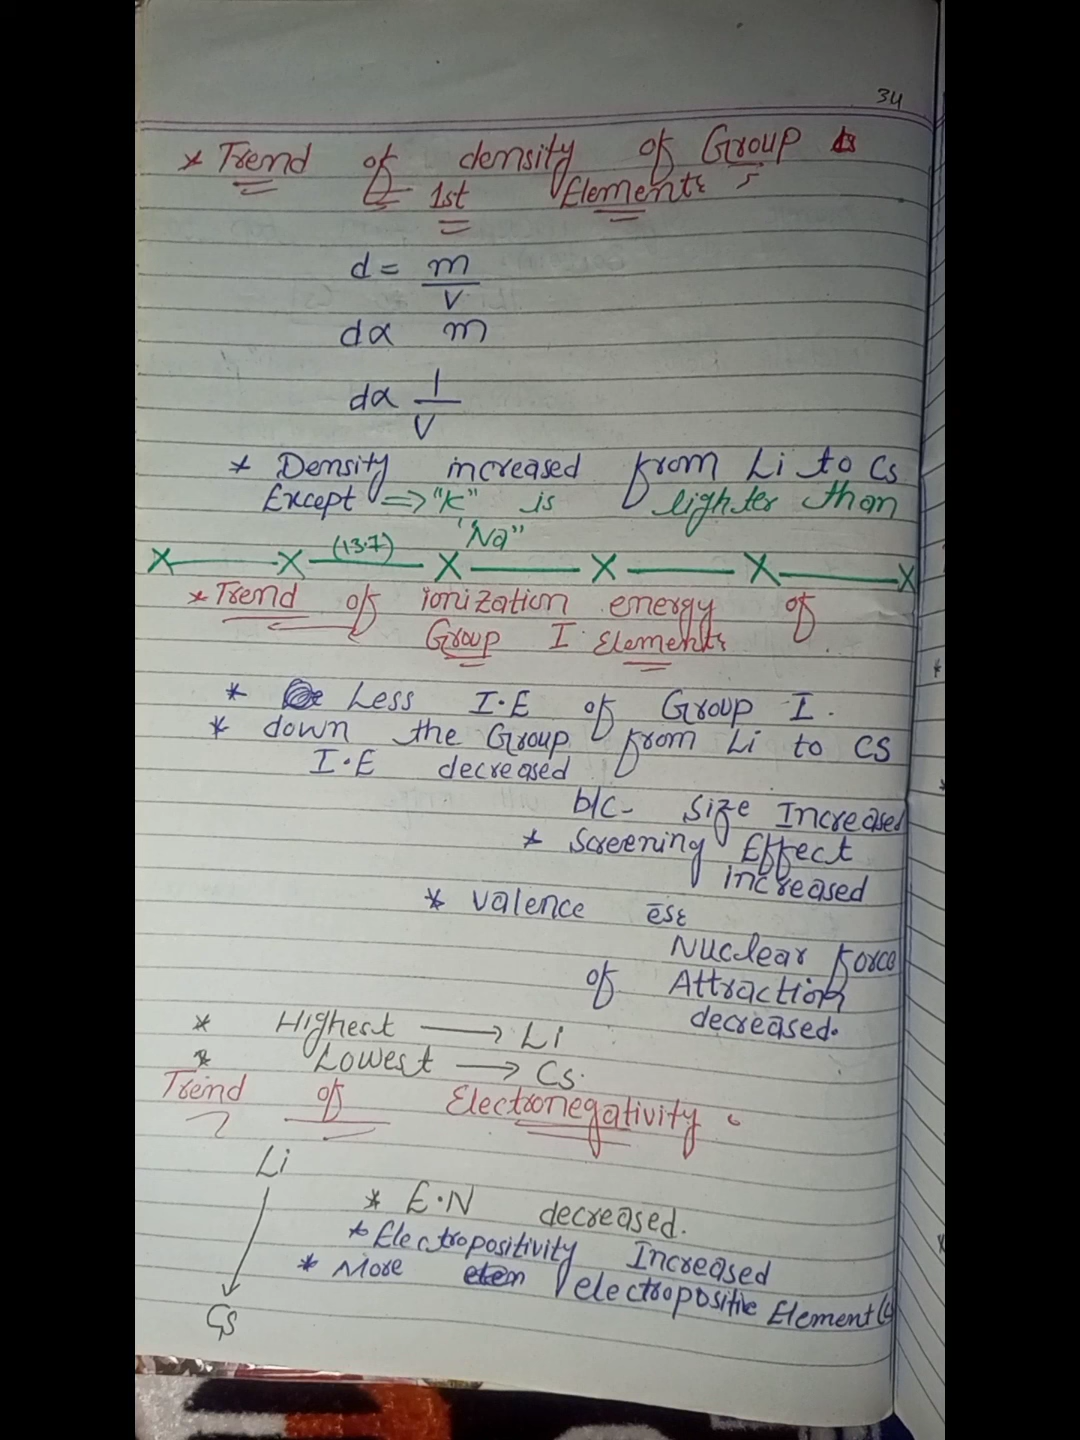 34
* Trend of density of Group
1st Elements
d = m
V
d α m
d α 1
V
* Density increased from Li to Cs
Except => "K" is lighter than
"Na"
X X (13.7) X X X X
* Trend of ionization energy of
Group I Elements
* Less I.E of Group I.
* down the Group from Li to CS
I.E decreased
b/c- Size Increased
* Screening Effect
increased
* valence
Nuclear force
of Attraction
decreased.
* Highest → Li
* Lowest → Cs.
Trend of Electronegativity
Li
* E.N decreased.
* Electropositivity Increased
* More electropositive Element
Cs